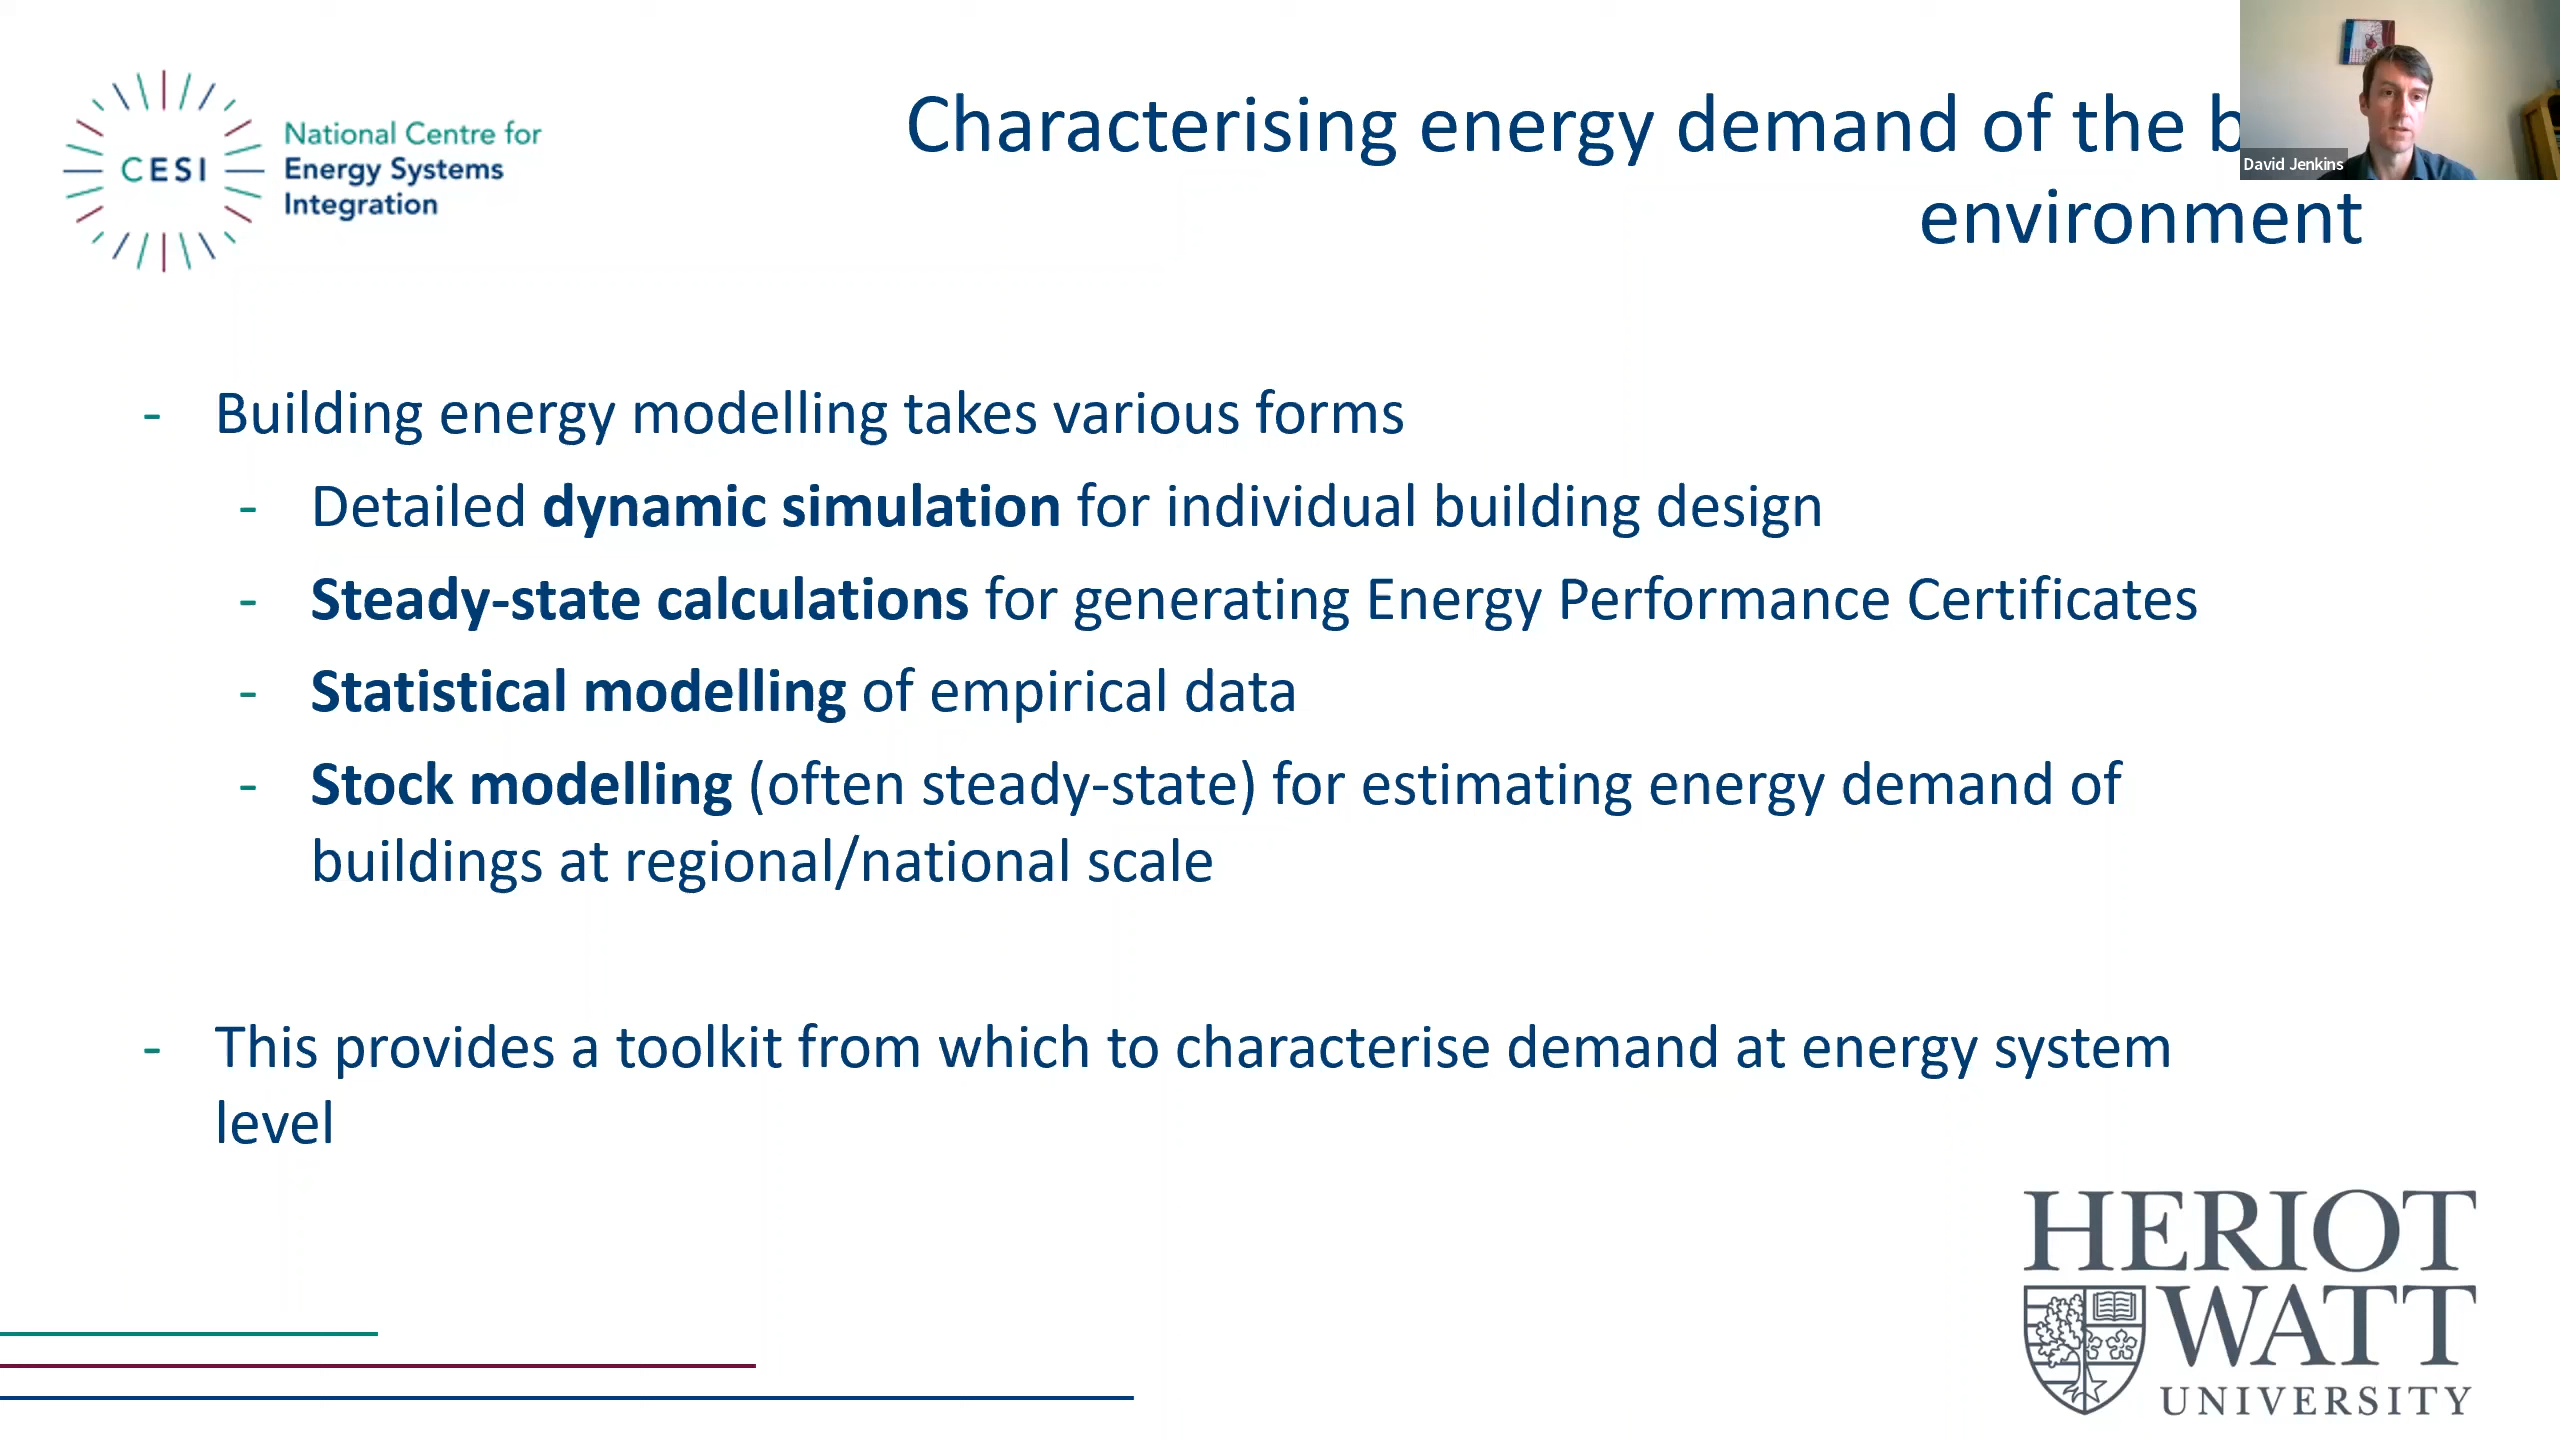 CESI
National Centre for
Energy Systems
Integration
Characterising energy demand of the
environment
David Jenkins
- Building energy modelling takes various forms
- Detailed dynamic simulation for individual building design
- Steady-state calculations for generating Energy Performance Certificates
- Statistical modelling of empirical data
- Stock modelling (often steady-state) for estimating energy demand of
buildings at regional/national scale
- This provides a toolkit from which to characterise demand at energy system
level
HERIOT
WATT
UNIVERSITY